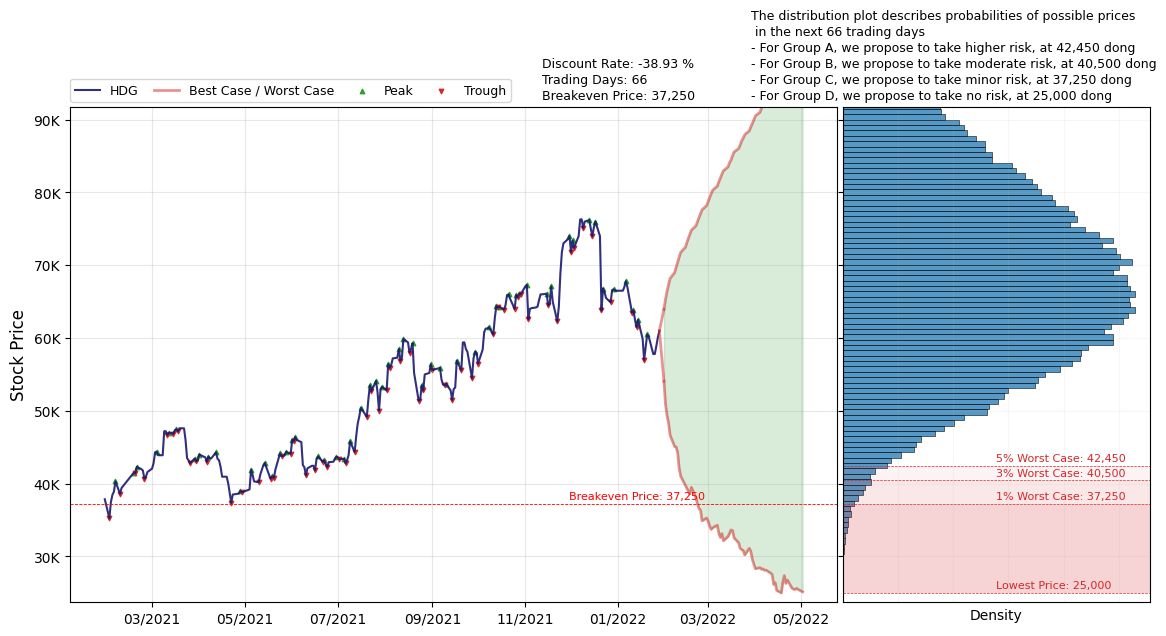 The distribution plot describes probabilities of possible prices
in the next 66 trading days
- For Group A, we propose to take higher risk, at 42,450 dong
- For Group B, we propose to take moderate risk, at 40,500 dong
- For Group C, we propose to take minor risk, at 37,250 dong
- For Group D, we propose to take no risk, at 25,000 dong
Discount Rate: -38.93 %
Trading Days: 66
Breakeven Price: 37,250
HDG
Best Case / Worst Case
Peak
Trough
Stock Price
90K
80K
70K
60K
50K
40K
30K
Breakeven Price: 37,250
03/2021
05/2021
07/2021
09/2021
11/2021
01/2022
03/2022
05/2022
5% Worst Case: 42,450
3% Worst Case: 40,500
1% Worst Case: 37,250
Lowest Price: 25,000
Density